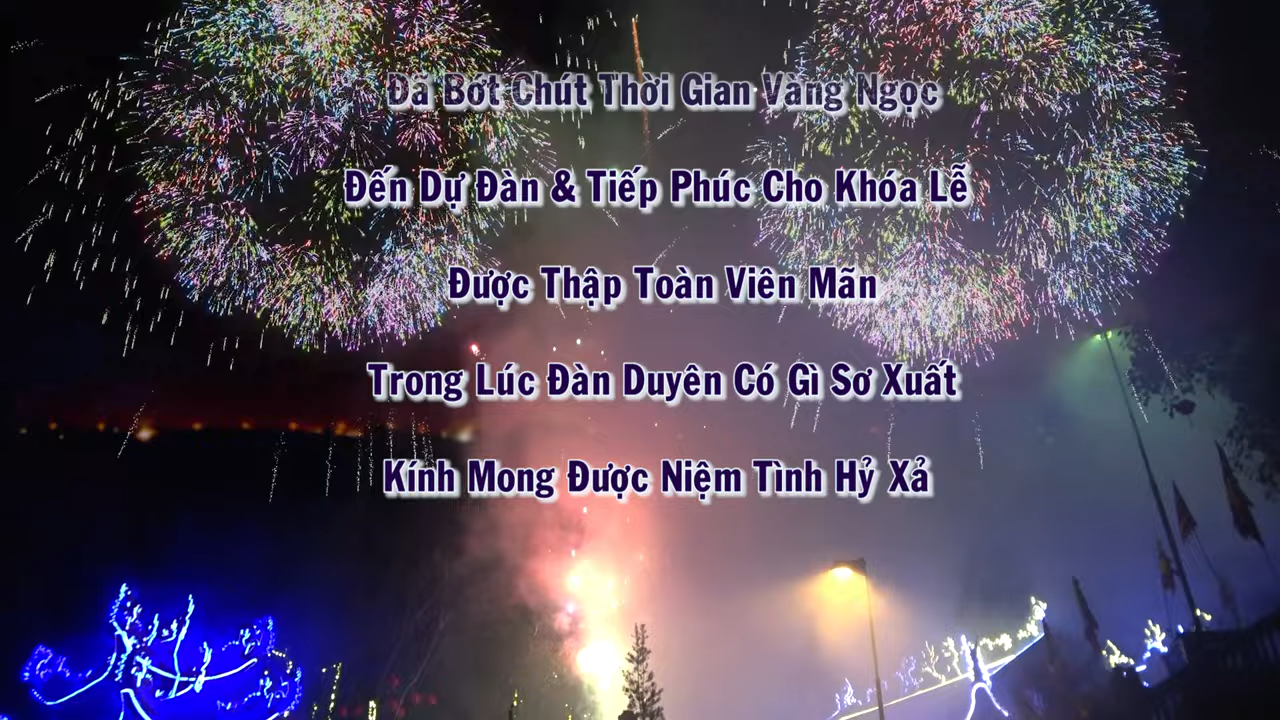 Đã Bớt Chút Thời Gian Vàng Ngọc
Đến Dự Đàn & Tiếp Phúc Cho Khóa Lễ
Được Thập Toàn Viên Mãn
Trong Lúc Đàn Duyên Có Gì Sơ Xuất
Kính Mong Được Niệm Tình Hỷ Xả